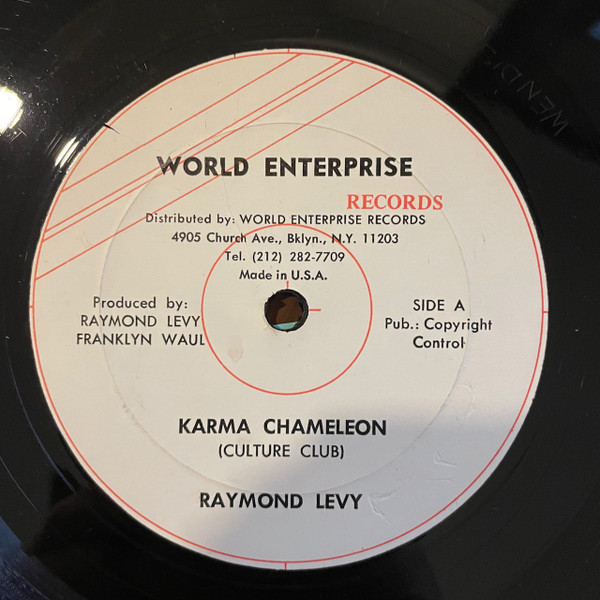 WORLD ENTERPRISE
RECORDS
Distributed by: WORLD ENTERPRISE RECORDS
4905 Church Ave., Bklyn., N.Y. 11203
Tel. (212) 282-7709
Made in U.S.A.
Produced by:
RAYMOND LEVY
FRANKLYN WAUL
SIDE A
Pub.: Copyright
Control
KARMA CHAMELEON
(CULTURE CLUB)
RAYMOND LEVY